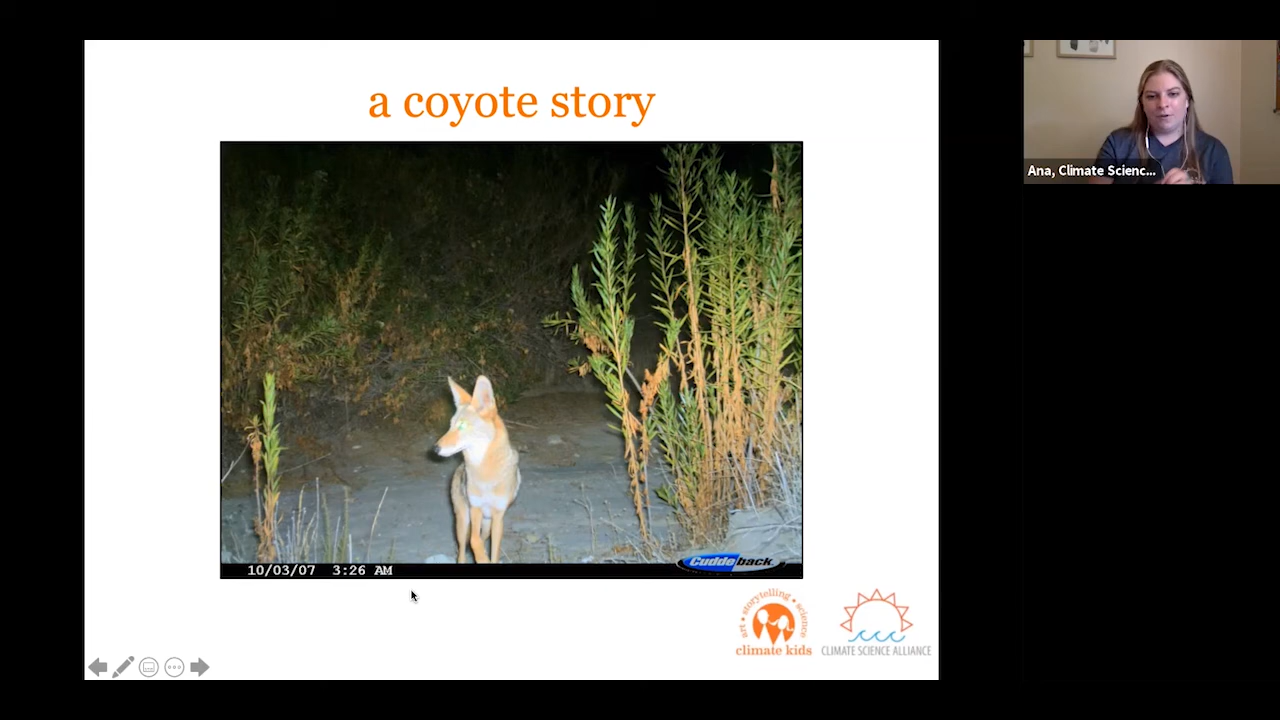 a coyote story
Ana, Climate Scienc...
10/03/07 3:26 AM
Cuddeback
art • storytelling • science
climate kids
CLIMATE SCIENCE ALLIANCE